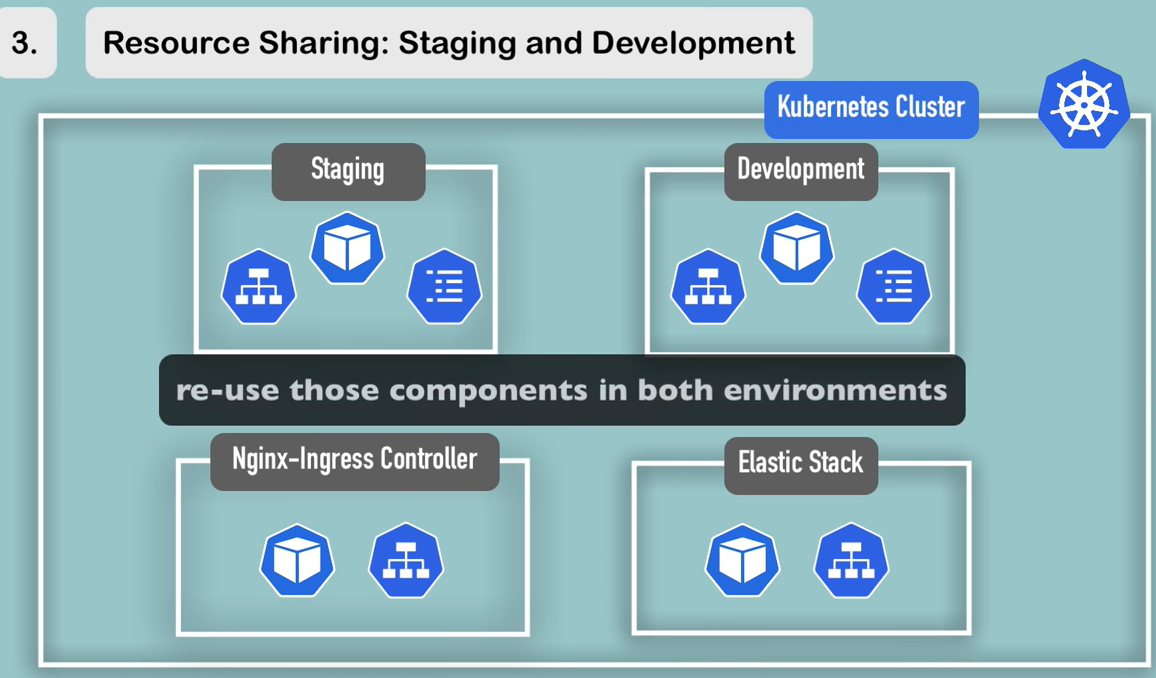 3.
Resource Sharing: Staging and Development
Kubernetes Cluster
Staging
Development
re-use those components in both environments
Nginx-Ingress Controller
Elastic Stack